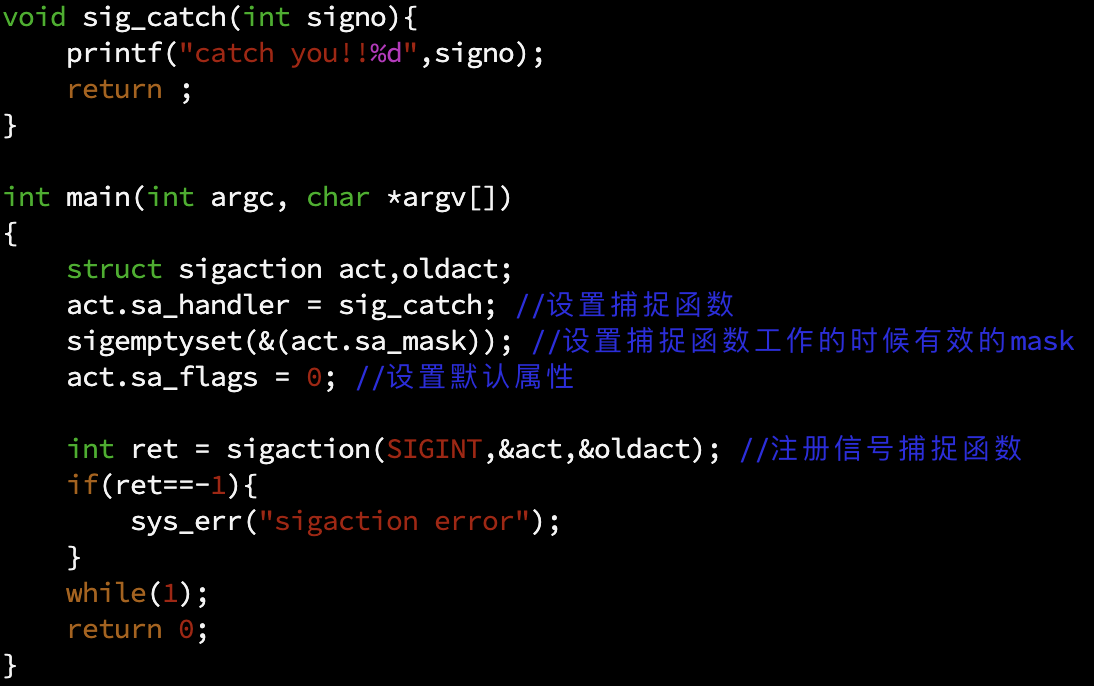 void sig_catch(int signo){
    printf("catch you!!%d",signo);
    return ;
}
int main(int argc, char *argv[])
{
    struct sigaction act,oldact;
    act.sa_handler = sig_catch; //设置捕捉函数
    sigemptyset(&(act.sa_mask)); //设置捕捉函数工作的时候有效的mask
    act.sa_flags = 0; //设置默认属性
    int ret = sigaction(SIGINT,&act,&oldact); //注册信号捕捉函数
    if(ret==-1){
        sys_err("sigaction error");
    }
    while(1);
    return 0;
}